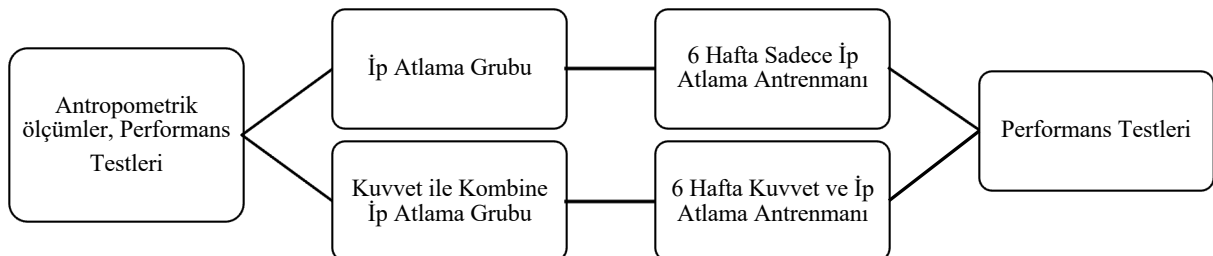 Antropometrik
ölçümler, Performans
Testleri
İp Atlama Grubu
6 Hafta Sadece İp
Atlama Antrenmanı
Kuvvet ile Kombine
İp Atlama Grubu
6 Hafta Kuvvet ve İp
Atlama Antrenmanı
Performans Testleri